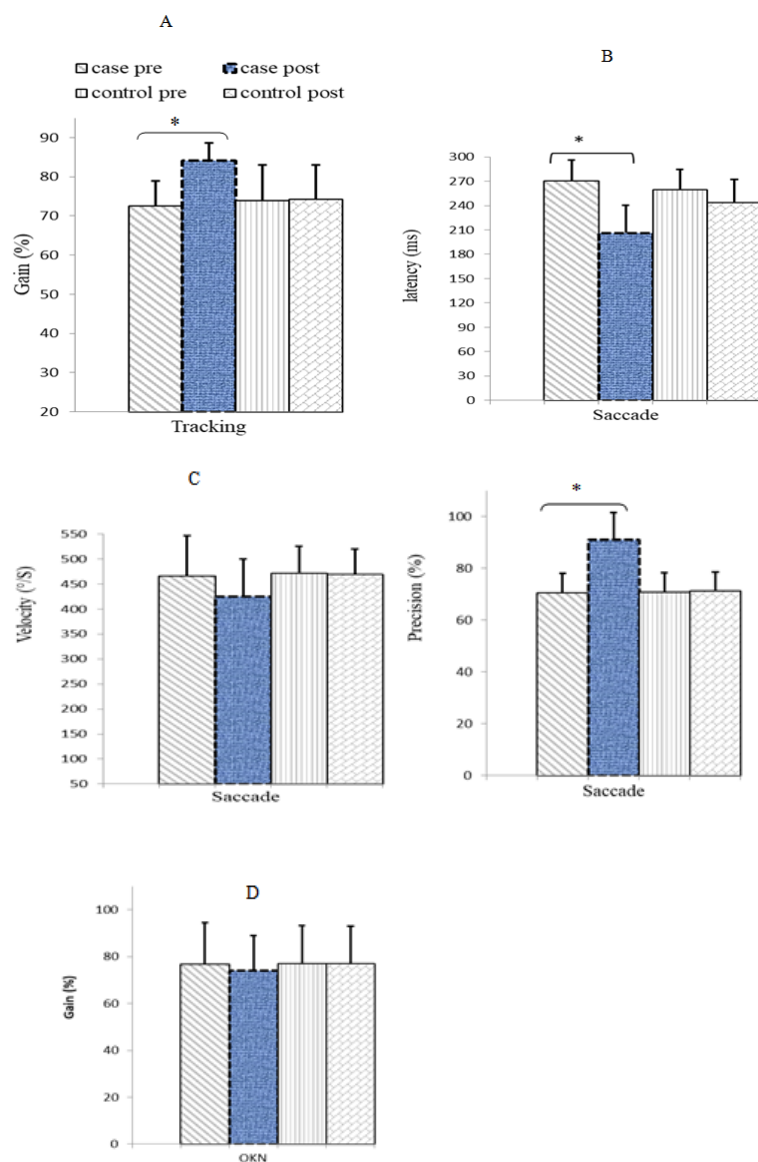 A
case pre case post
control pre control post
*
90
80
70
60
50
40
30
20
Gain (%)
Tracking
B
*
300
270
240
210
180
150
120
90
60
30
0
latency (ms)
Saccade
C
550
500
450
400
350
300
250
200
150
100
50
Velocity (°/S)
Saccade
*
100
80
60
40
20
0
Precision (%)
Saccade
D
100
80
60
40
20
0
Gain (%)
OKN